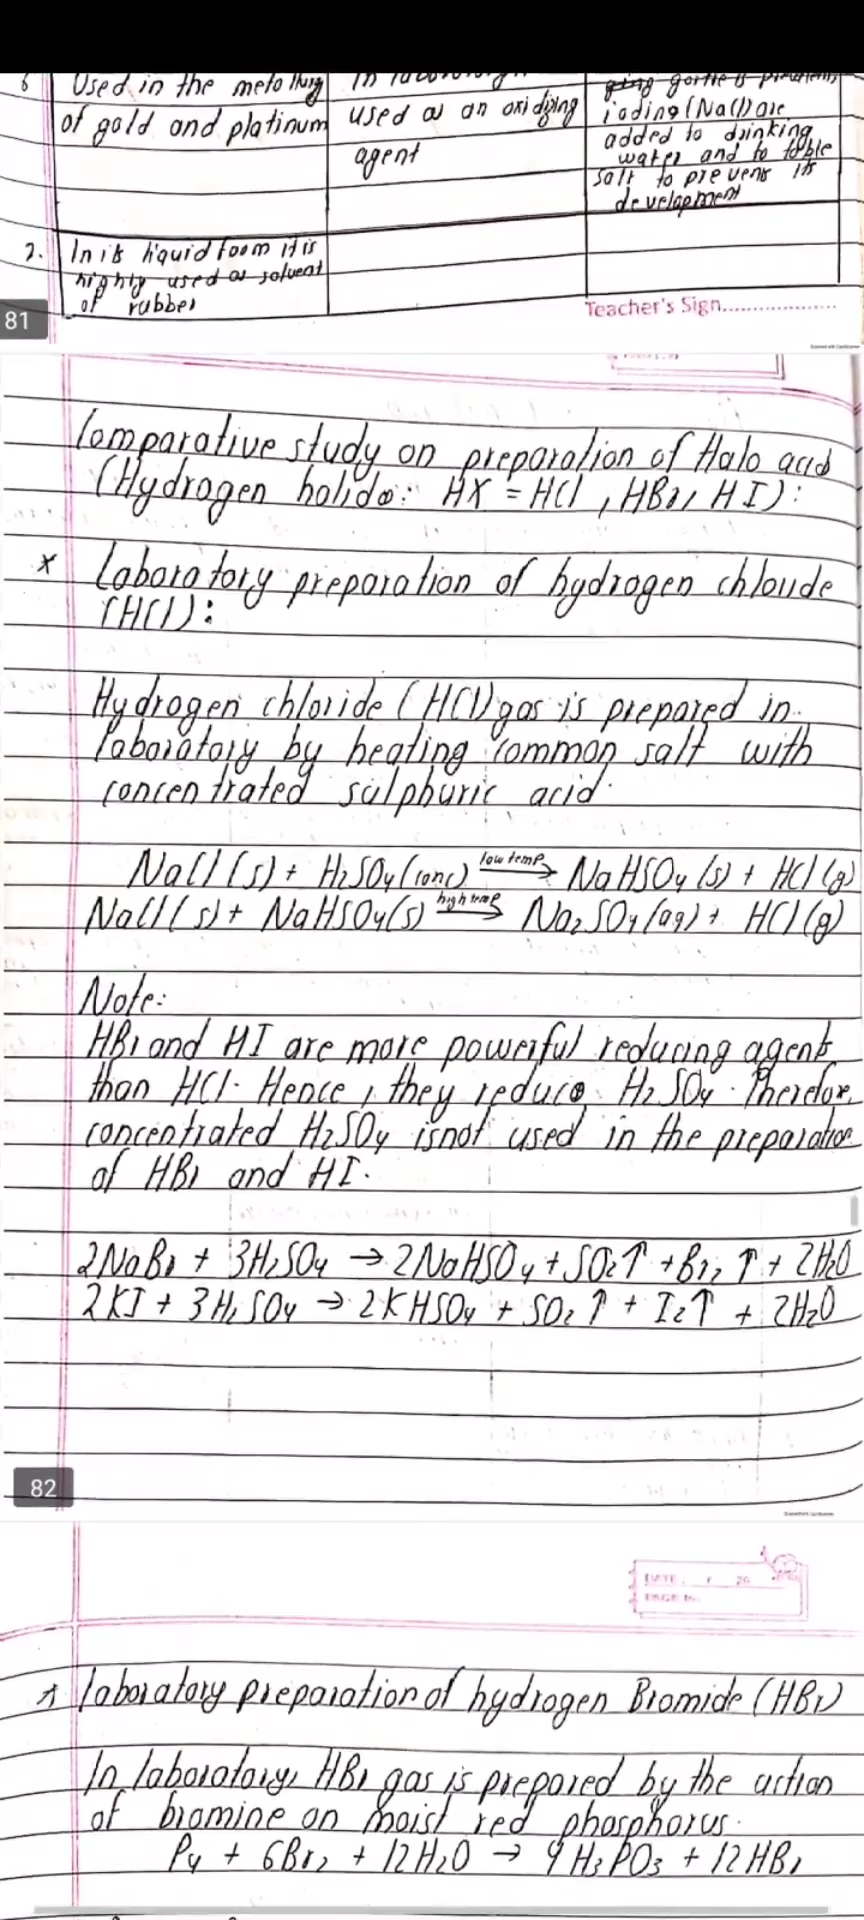 6 Used in the metallurgy
of gold and platinum
used as an oxidizing
agent
iodine (NaI) are
added to drinking
water and to table
salt to prevent its
development
7. In its liquid form it is
highly used as solvent
of rubber
81
Teacher's Sign..................
Comparative study on preparation of Halo acid
(Hydrogen halide: HX = HCl, HBr, HI):
* Laboratory preparation of hydrogen chloride
(HCl):
Hydrogen chloride (HCl) gas is prepared in
laboratory by heating common salt with
concentrated sulphuric acid.
NaCl(s) + H₂SO₄(conc) —low temp→ NaHSO₄(s) + HCl(g)
NaCl(s) + NaHSO₄(s) —high temp→ Na₂SO₄(aq) + HCl(g)
Note:
HBr and HI are more powerful reducing agents
than HCl. Hence, they reduce H₂SO₄. Therefore,
concentrated H₂SO₄ is not used in the preparation
of HBr and HI.
2NaBr + 3H₂SO₄ → 2NaHSO₄ + SO₂↑ + Br₂↑ + 2H₂O
2KI + 3H₂SO₄ → 2KHSO₄ + SO₂↑ + I₂↑ + 2H₂O
82
* Laboratory preparation of hydrogen Bromide (HBr)
In laboratory, HBr gas is prepared by the action
of bromine on moist red phosphorus.
P₄ + 6Br₂ + 12H₂O → 4H₃PO₃ + 12HBr